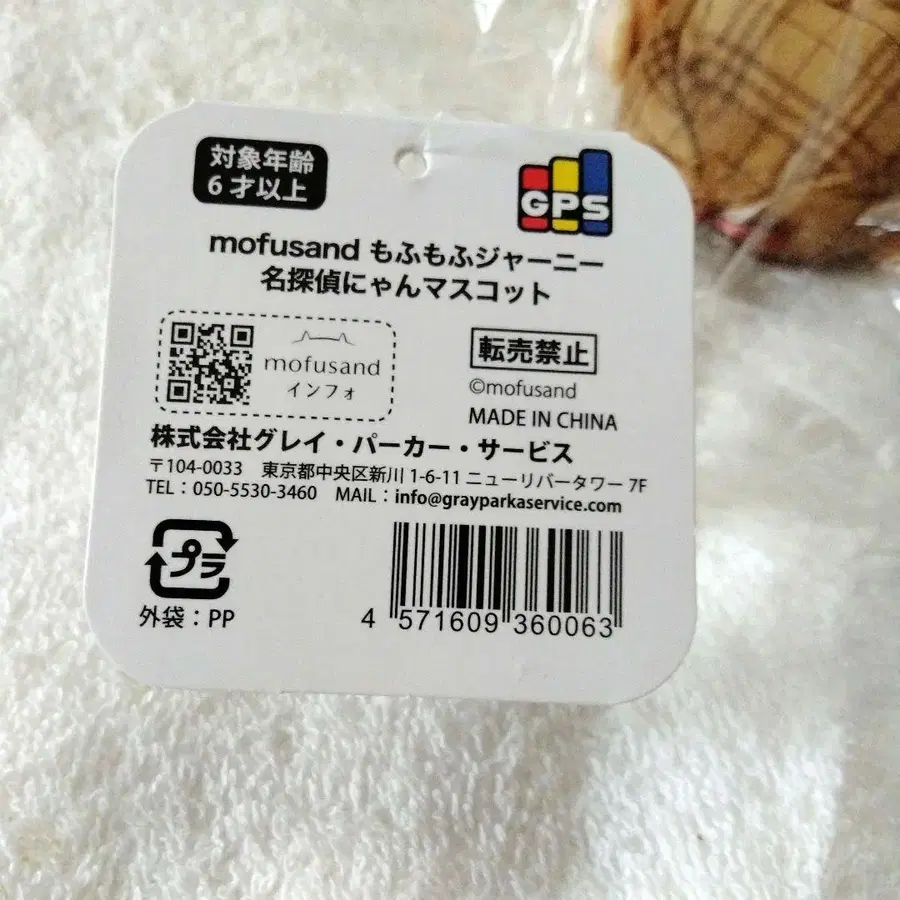 対象年齢
6才以上
GPS
mofusand もふもふジャーニー
名探偵にゃんマスコット
mofusand
インフォ
転売禁止
©mofusand
MADE IN CHINA
株式会社グレイ・パーカー・サービス
〒104-0033 東京都中央区新川 1-6-11 ニューリバータワー 7F
TEL：050-5530-3460 MAIL：info@grayparkaservice.com
プラ
外袋：PP
4 571609 360063